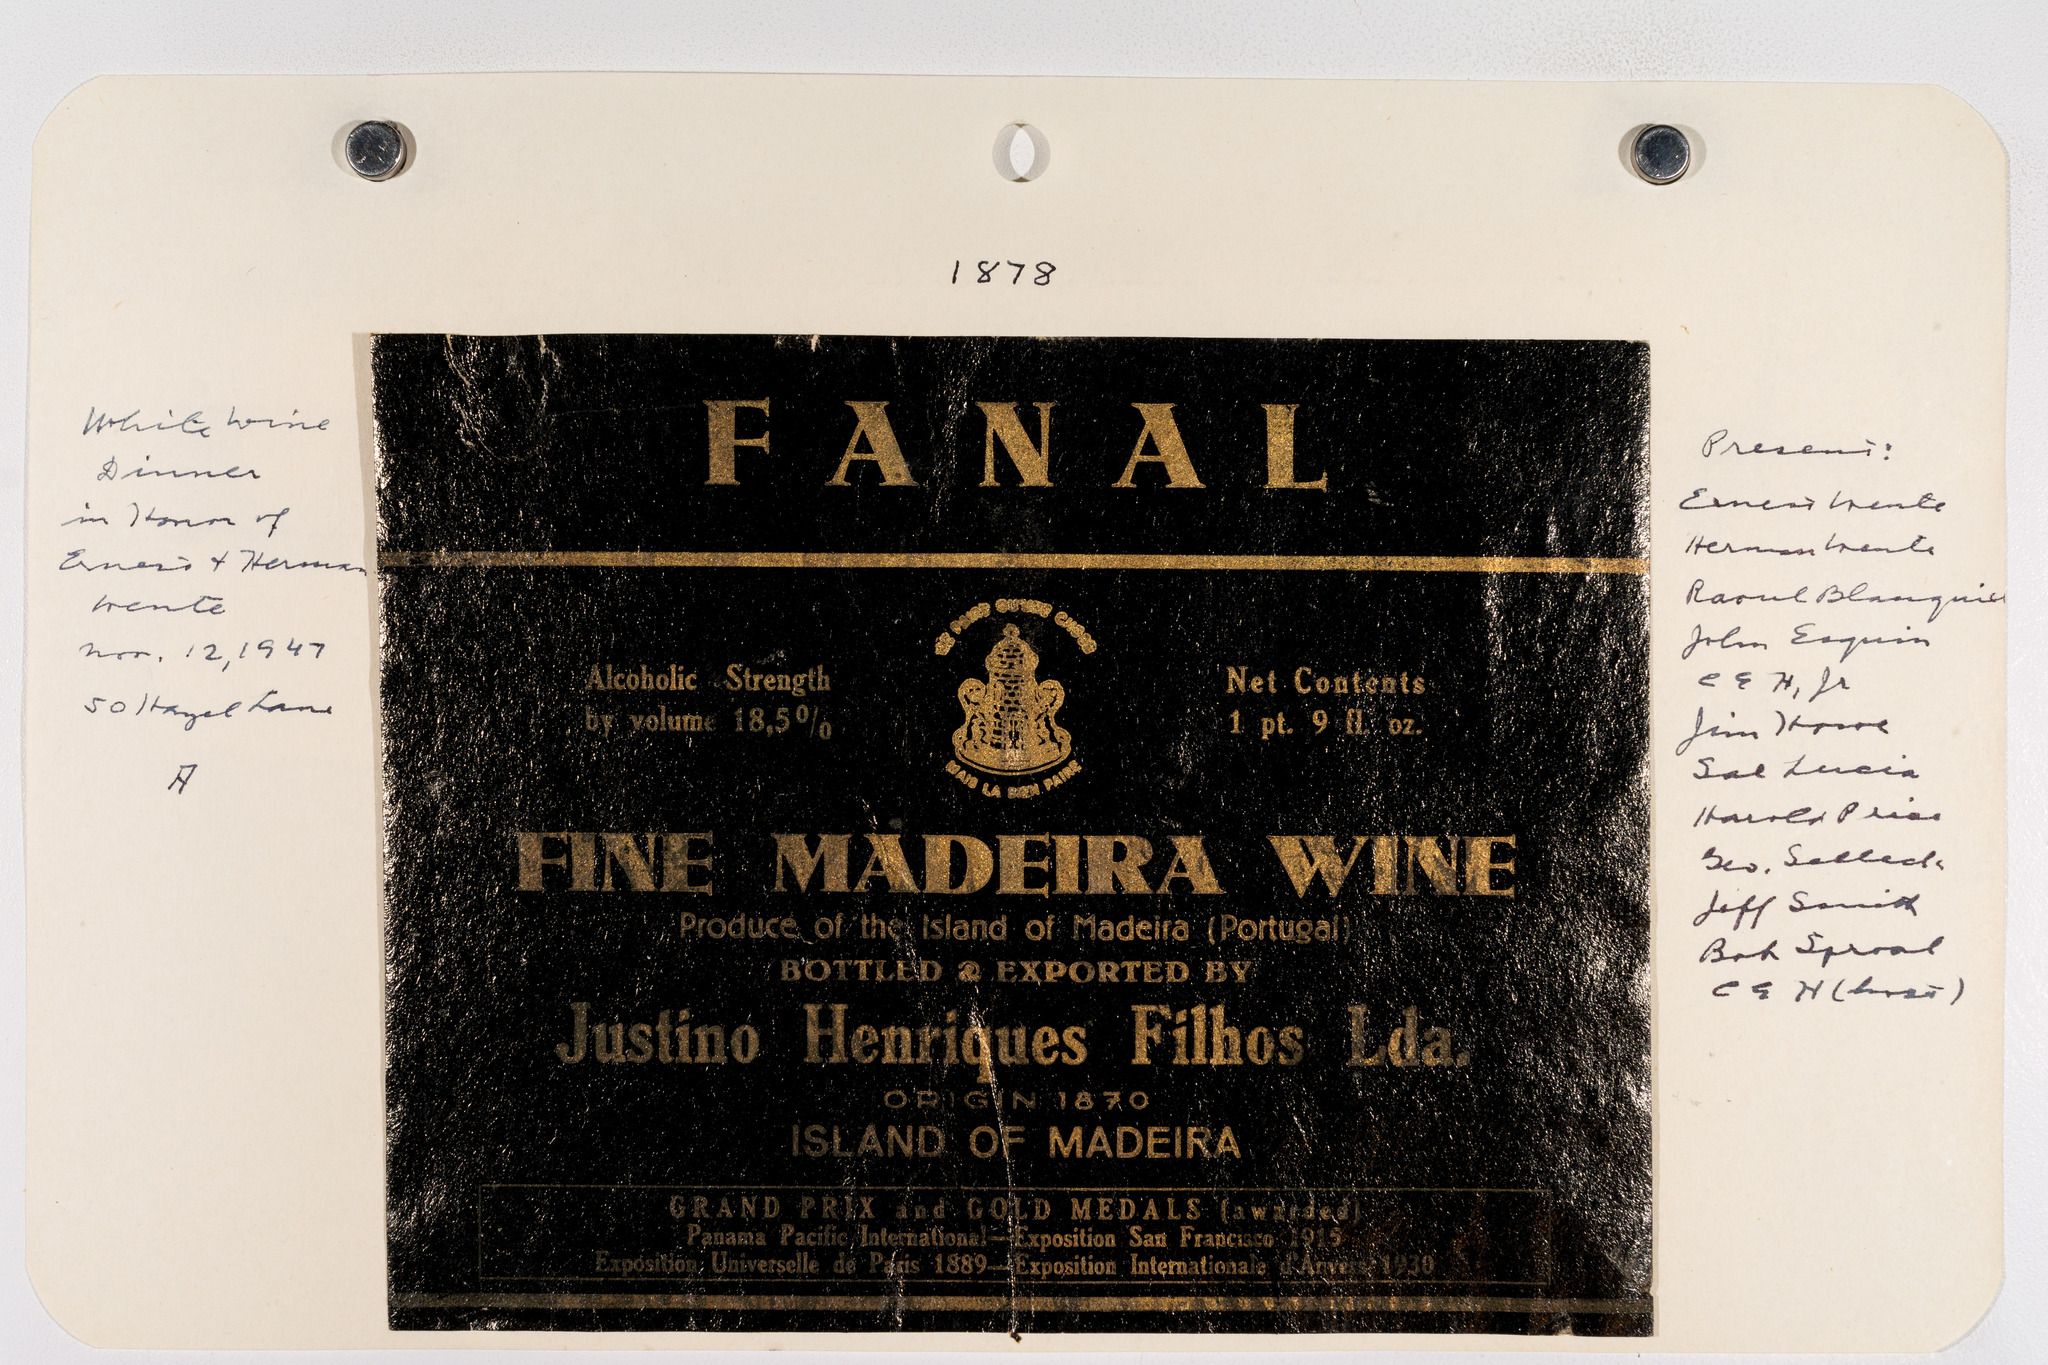 1878
White Wine
Dinner
in Honor of
Ernest + Herman
Wente
Nov. 12, 1947
50 Hazel Lane
A
FANAL
Alcoholic Strength
by volume 18,5%
Net Contents
1 pt. 9 fl. oz.
MAIS LA BIEN FAIRE
FINE MADEIRA WINE
Produce of the Island of Madeira (Portugal)
BOTTLED & EXPORTED BY
Justino Henriques Filhos Lda.
ORIGIN 1870
ISLAND OF MADEIRA
GRAND PRIX and GOLD MEDALS (awarded)
Panama Pacific International—Exposition San Francisco 1915
Exposition Universelle de Paris 1889—Exposition Internationale d'Anvers 1930
Present:
Ernest Wente
Herman Wente
Raoul Blanquie
John Esquin
C E H, Jr
Jim Howe
Sal Lucia
Harold Price
Geo. Selleck
Jeff Smith
Bob Sproul
C E H (host)